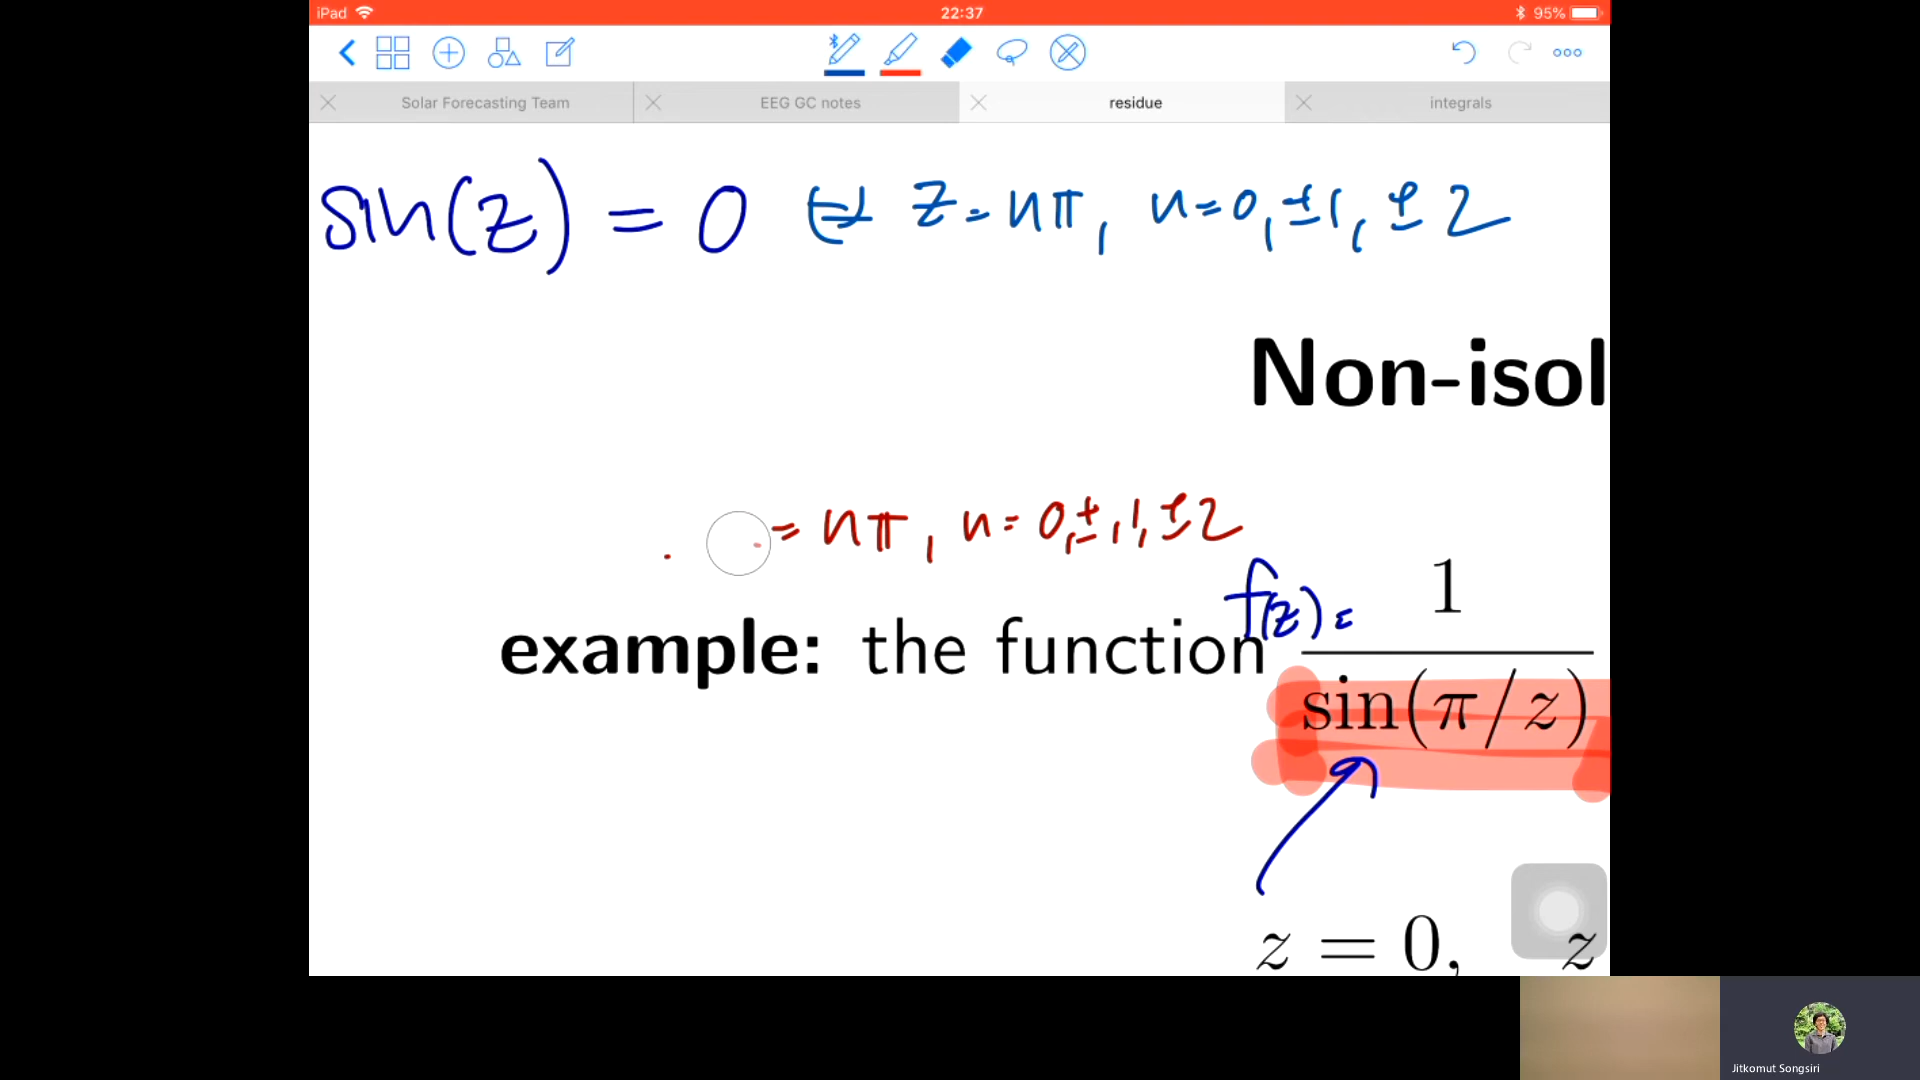 iPad 22:37 95%
Solar Forecasting Team EEG GC notes residue integrals
sin(z) = 0 ⇔ z = nπ, n = 0, ±1, ±2
Non-isol
= nπ, n = 0, ±, 1, ±2
f(z) =
example: the function 1
sin(π/z)
z = 0, z
Jitkomut Songsiri